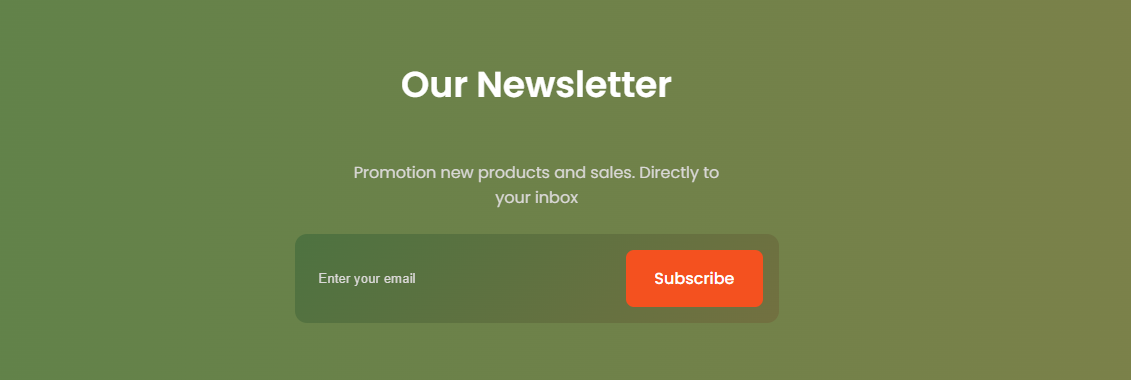 Our Newsletter
Promotion new products and sales. Directly to
your inbox
Enter your email
Subscribe